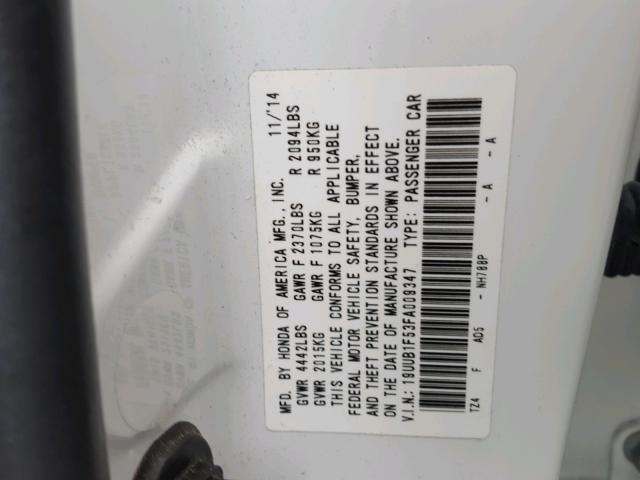 MFD. BY HONDA OF AMERICA MFG., INC. 11/'14
GVWR 4442LBS GAWR F 2370LBS R 2094LBS
GVWR 2015KG GAWR F 1075KG R 950KG
THIS VEHICLE CONFORMS TO ALL APPLICABLE
FEDERAL MOTOR VEHICLE SAFETY, BUMPER,
AND THEFT PREVENTION STANDARDS IN EFFECT
ON THE DATE OF MANUFACTURE SHOWN ABOVE.
V.I.N.: 19UUB1F53FA009347 TYPE: PASSENGER CAR
TZ4 F AD5 - NH788P - A - A